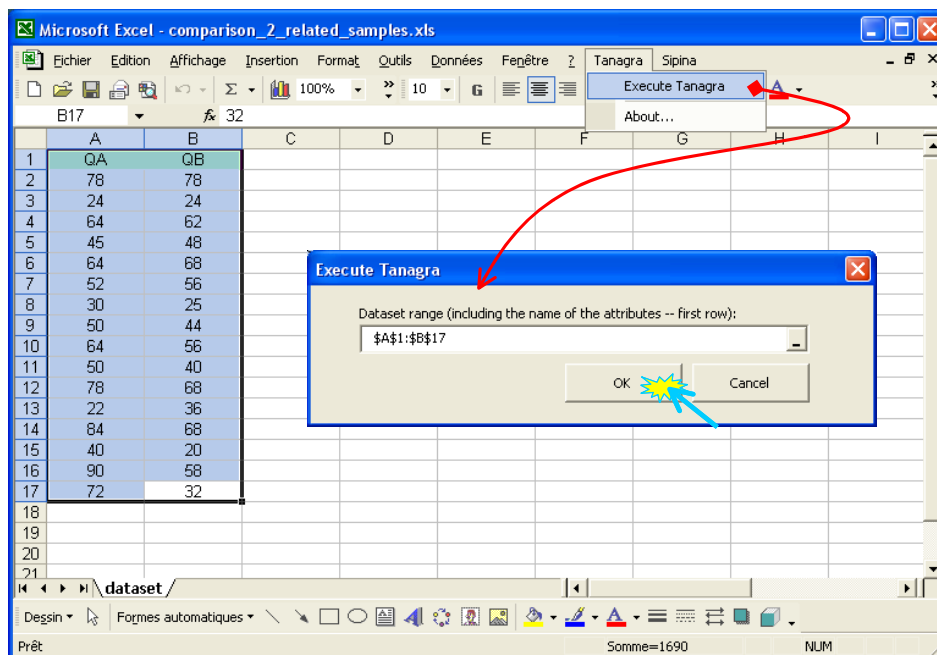 Microsoft Excel - comparison_2_related_samples.xls
Fichier Edition Affichage Insertion Format Outils Données Fenêtre ? Tanagra Sipina
Σ 100% » 10 G A
Execute Tanagra
About...
B17 fx 32
A B C D E F G H I
1 QA QB
2 78 78
3 24 24
4 64 62
5 45 48
6 64 68
7 52 56
8 30 25
9 50 44
10 64 56
11 50 40
12 78 68
13 22 36
14 84 68
15 40 20
16 90 58
17 72 32
18
19
20
21
Execute Tanagra
Dataset range (including the name of the attributes -- first row):
$A$1:$B$17
OK Cancel
dataset
Dessin Formes automatiques A A
Prêt Somme=1690 NUM